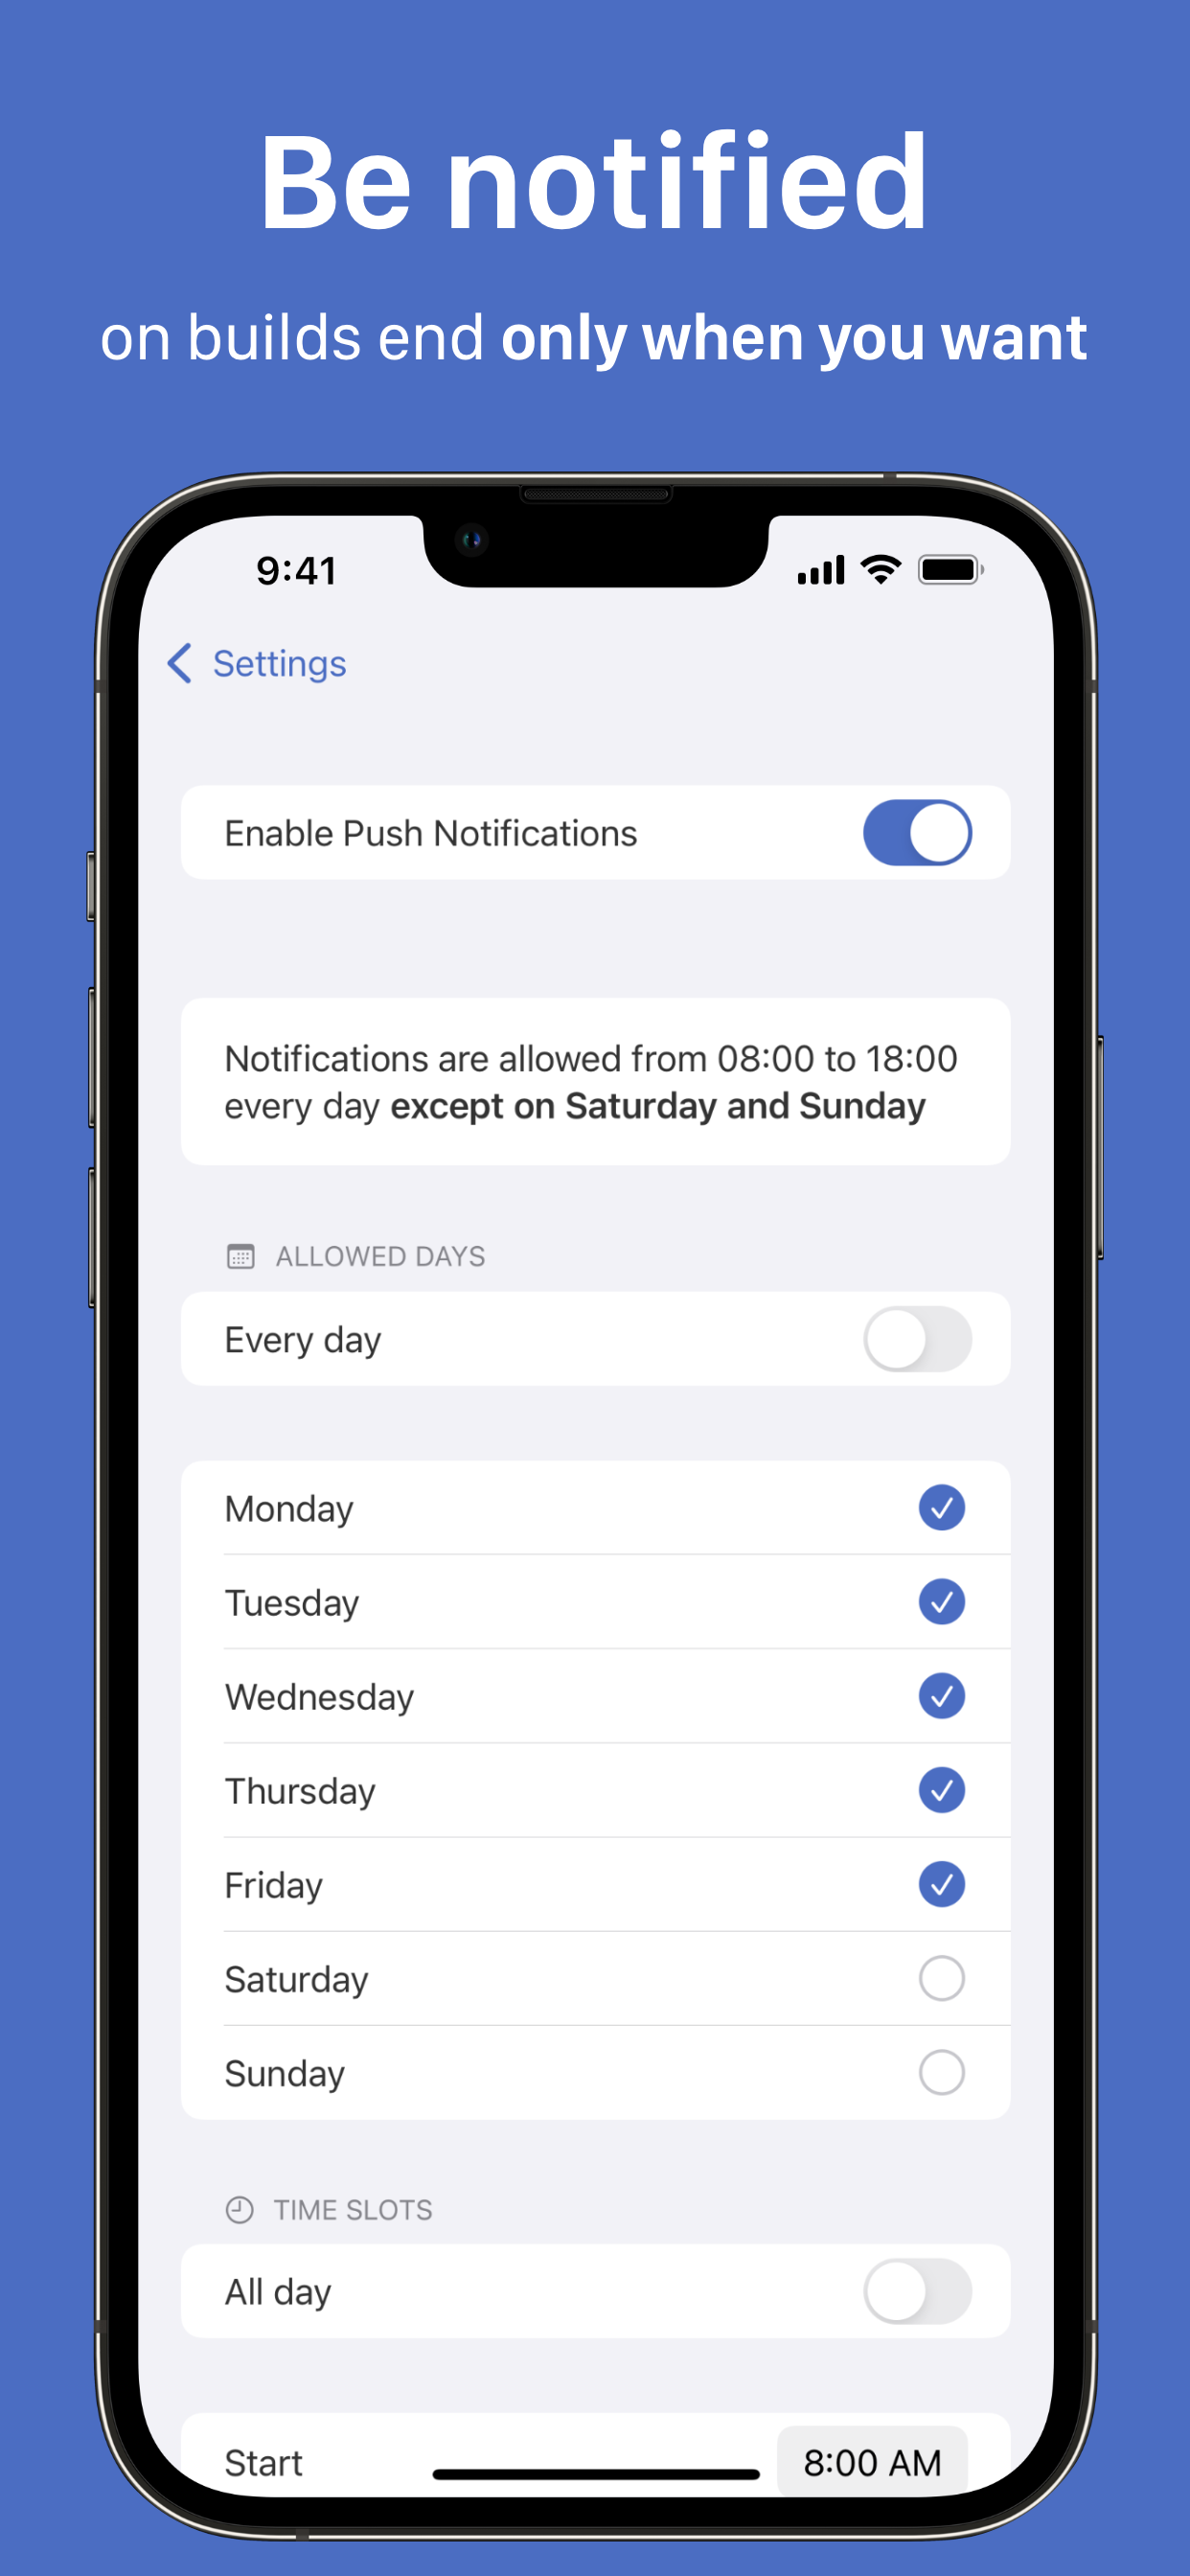 Be notified
on builds end only when you want
9:41
Settings
Enable Push Notifications
Notifications are allowed from 08:00 to 18:00
every day except on Saturday and Sunday
ALLOWED DAYS
Every day
Monday
Tuesday
Wednesday
Thursday
Friday
Saturday
Sunday
TIME SLOTS
All day
Start 8:00 AM